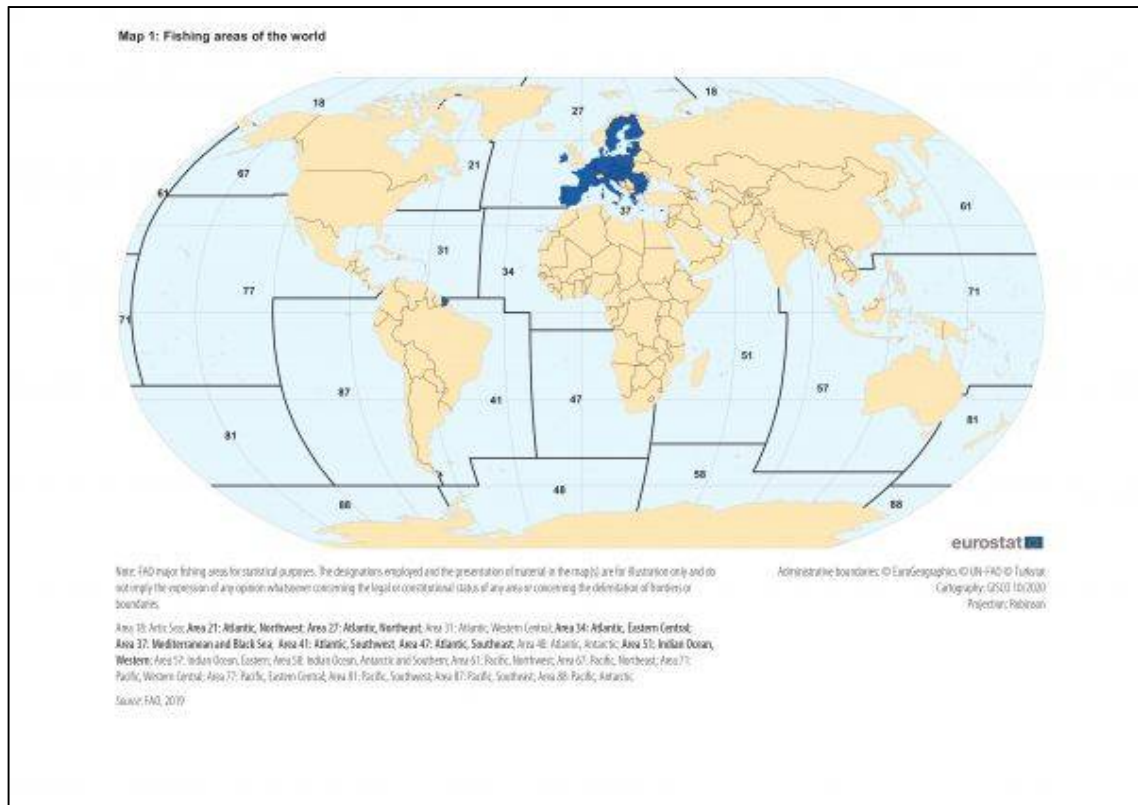 Map 1: Fishing areas of the world
18
18
27
67
21
61
37
61
31
34
77
71
71
51
87
41
47
57
81
81
58
48
88
88
eurostat
Note: FAO major fishing areas for statistical purposes. The designations employed and the presentation of material in the map(s) are for illustration only and do
not imply the expression of any opinion whatsoever concerning the legal or constitutional status of any area or concerning the delimitation of frontiers or
boundaries.
Administrative boundaries: © EuroGeographics © UN-FAO © Turkstat
Cartography: GISCO 10/2020
Projection: Robinson
Area 18: Artic Sea; Area 21: Atlantic, Northwest; Area 27: Atlantic, Northeast; Area 31: Atlantic, Western Central; Area 34: Atlantic, Eastern Central;
Area 37: Mediterranean and Black Sea; Area 41: Atlantic, Southwest; Area 47: Atlantic, Southeast; Area 48: Atlantic, Antarctic; Area 51: Indian Ocean,
Western; Area 57: Indian Ocean, Eastern; Area 58: Indian Ocean, Antarctic and Southern; Area 61: Pacific, Northwest; Area 67: Pacific, Northeast; Area 71:
Pacific, Western Central; Area 77: Pacific, Eastern Central; Area 81: Pacific, Southwest; Area 87: Pacific, Southeast; Area 88: Pacific, Antarctic
Source: FAO, 2019